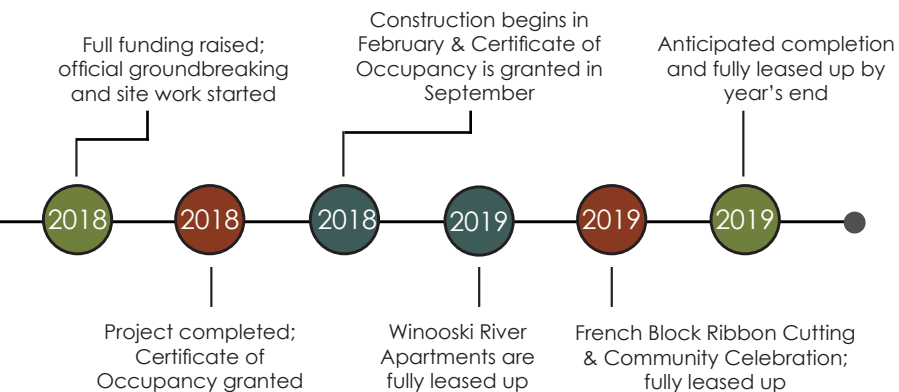 Full funding raised;
official groundbreaking
and site work started
Construction begins in
February & Certificate of
Occupancy is granted in
September
Anticipated completion
and fully leased up by
year’s end
2018
2018
2018
2019
2019
2019
Project completed;
Certificate of
Occupancy granted
Winooski River
Apartments are
fully leased up
French Block Ribbon Cutting
& Community Celebration;
fully leased up